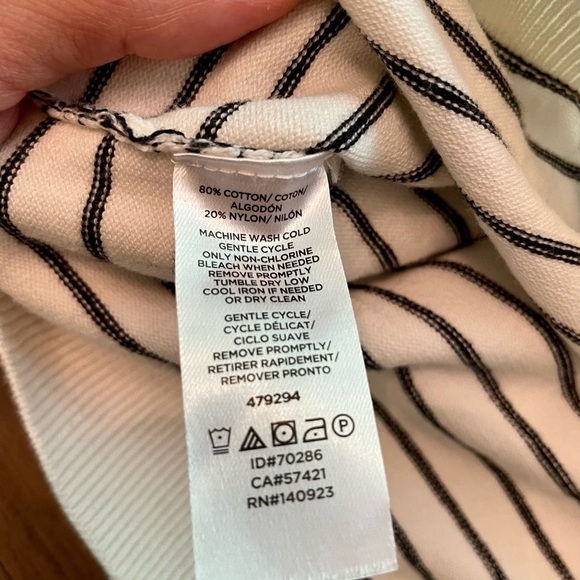 80% COTTON/ COTON/
ALGODÓN
20% NYLON/ NILÓN
MACHINE WASH COLD
GENTLE CYCLE
ONLY NON-CHLORINE
BLEACH WHEN NEEDED
REMOVE PROMPTLY
TUMBLE DRY LOW
COOL IRON IF NEEDED
OR DRY CLEAN
GENTLE CYCLE/
CYCLE DÉLICAT/
CICLO SUAVE
REMOVE PROMPTLY/
RETIRER RAPIDEMENT/
REMOVER PRONTO
479294
P
ID#70286
CA#57421
RN#140923